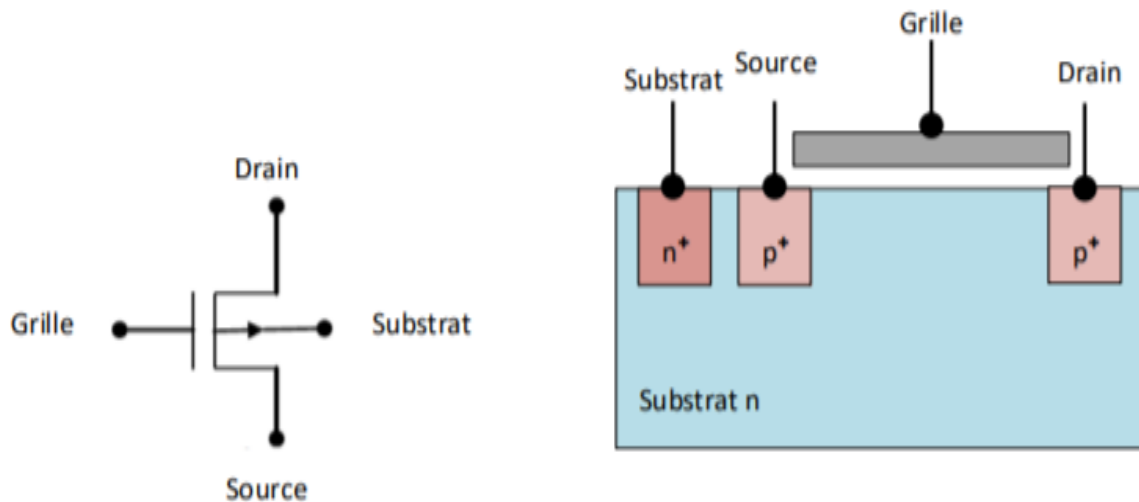 Drain
Grille
Substrat
Source
Grille
Substrat
Source
Drain
n⁺
p⁺
p⁺
Substrat n